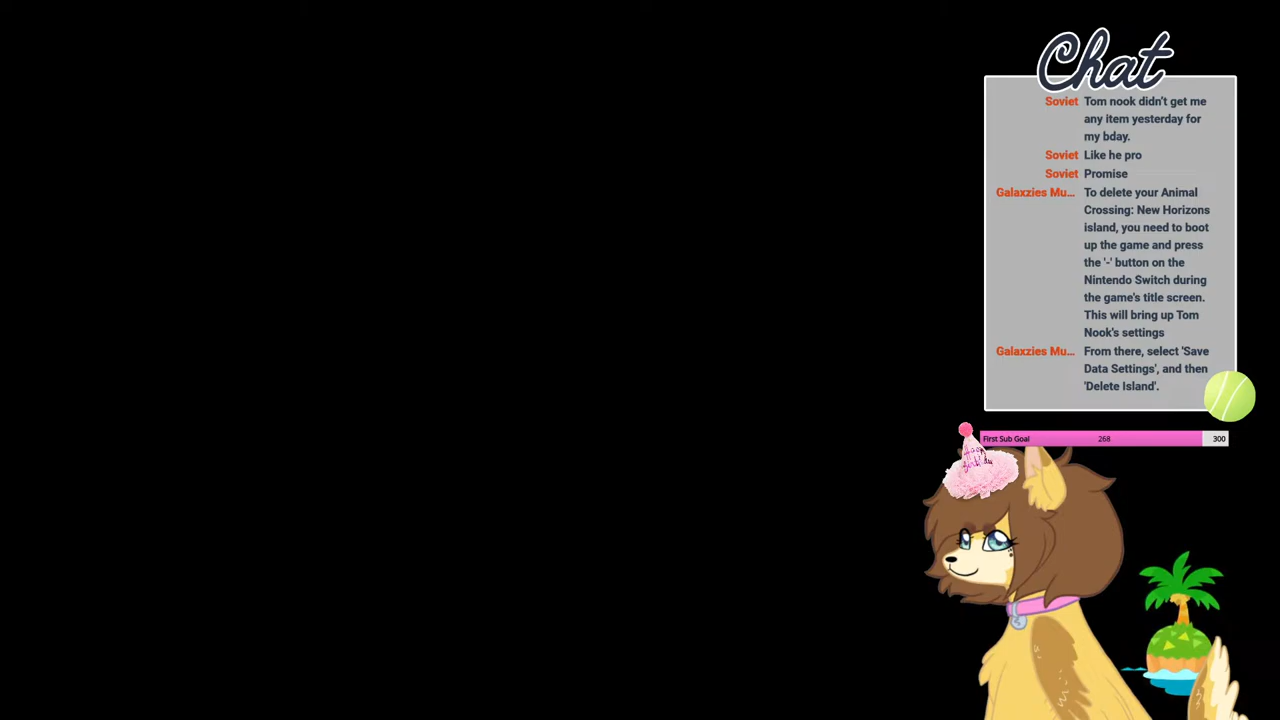 Chat
Soviet Tom nook didn't get me
any item yesterday for
my bday.
Soviet Like he pro
Soviet Promise
Galaxzies Mu... To delete your Animal
Crossing: New Horizons
island, you need to boot
up the game and press
the '-' button on the
Nintendo Switch during
the game's title screen.
This will bring up Tom
Nook's settings
Galaxzies Mu... From there, select 'Save
Data Settings', and then
'Delete Island'.
First Sub Goal 268 300